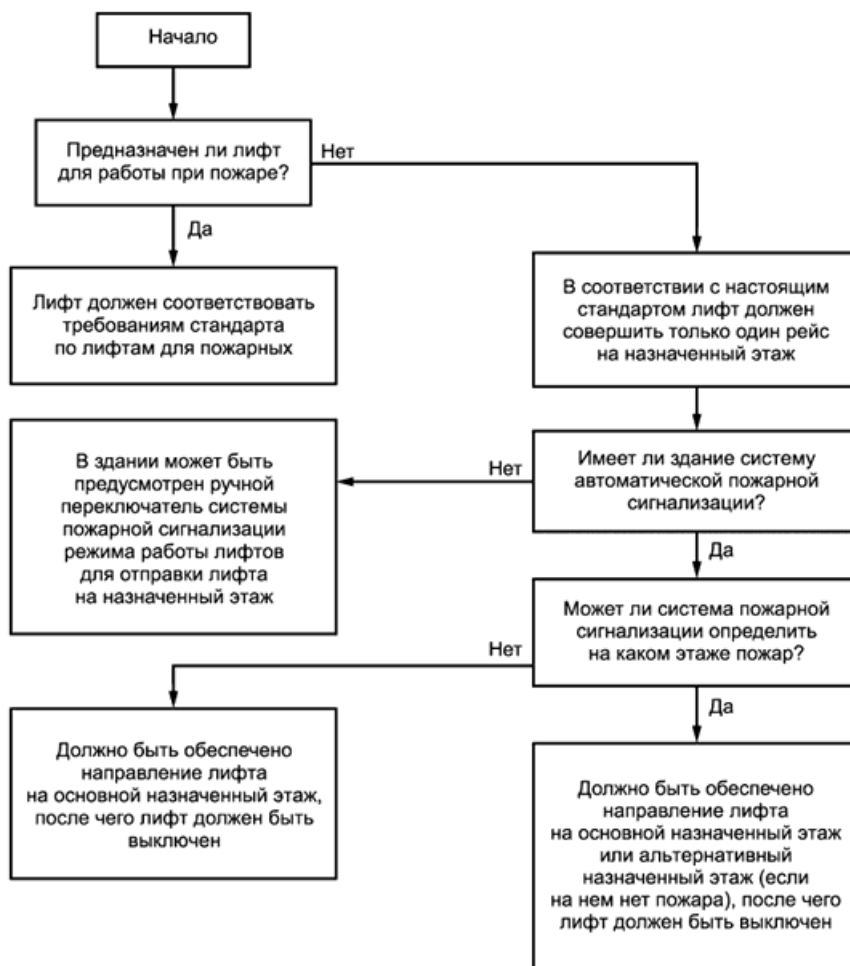 Начало
Предназначен ли лифт
для работы при пожаре?
Нет
Да
Лифт должен соответствовать
требованиям стандарта
по лифтам для пожарных
В соответствии с настоящим
стандартом лифт должен
совершить только один рейс
на назначенный этаж
Имеет ли здание систему
автоматической пожарной
сигнализации?
Нет
В здании может быть
предусмотрен ручной
переключатель системы
пожарной сигнализации
режима работы лифтов
для отправки лифта
на назначенный этаж
Да
Может ли система пожарной
сигнализации определить
на каком этаже пожар?
Нет
Должно быть обеспечено
направление лифта
на основной назначенный этаж,
после чего лифт должен быть
выключен
Да
Должно быть обеспечено
направление лифта
на основной назначенный этаж
или альтернативный
назначенный этаж (если
на нем нет пожара), после чего
лифт должен быть выключен